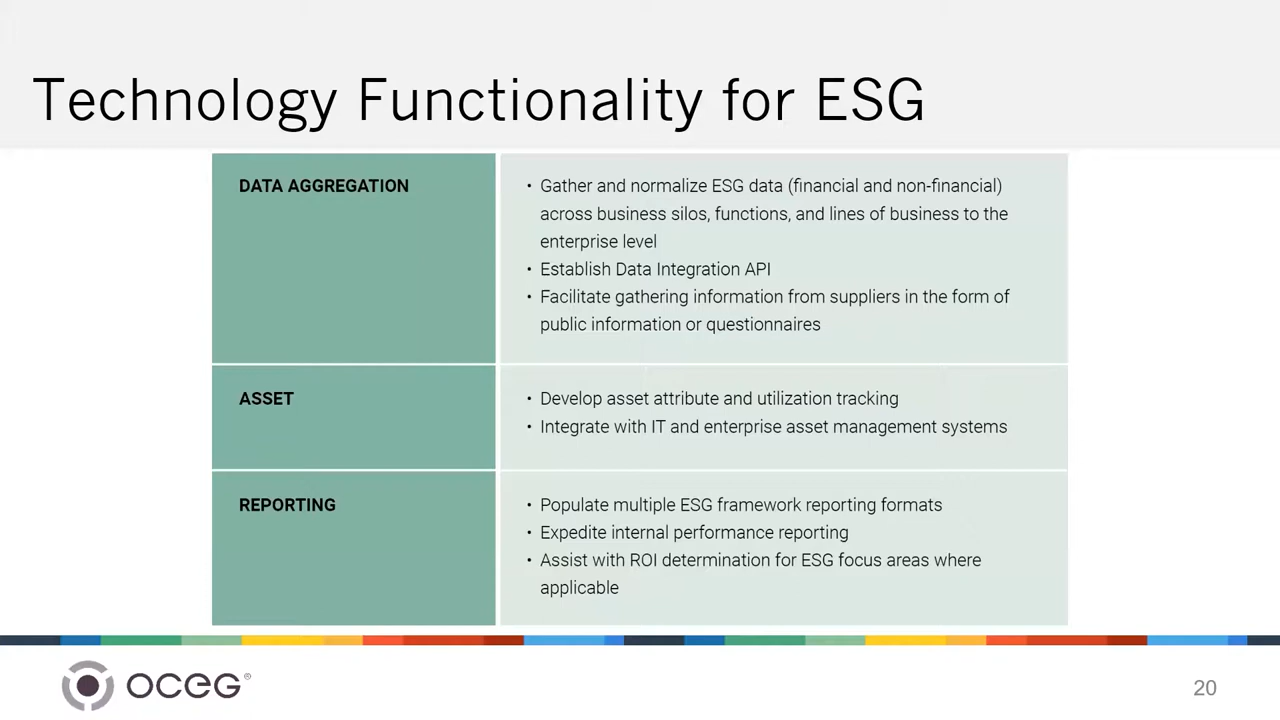 Technology Functionality for ESG
DATA AGGREGATION
• Gather and normalize ESG data (financial and non-financial)
across business silos, functions, and lines of business to the
enterprise level
• Establish Data Integration API
• Facilitate gathering information from suppliers in the form of
public information or questionnaires
ASSET
• Develop asset attribute and utilization tracking
• Integrate with IT and enterprise asset management systems
REPORTING
• Populate multiple ESG framework reporting formats
• Expedite internal performance reporting
• Assist with ROI determination for ESG focus areas where
applicable
OCEG®
20